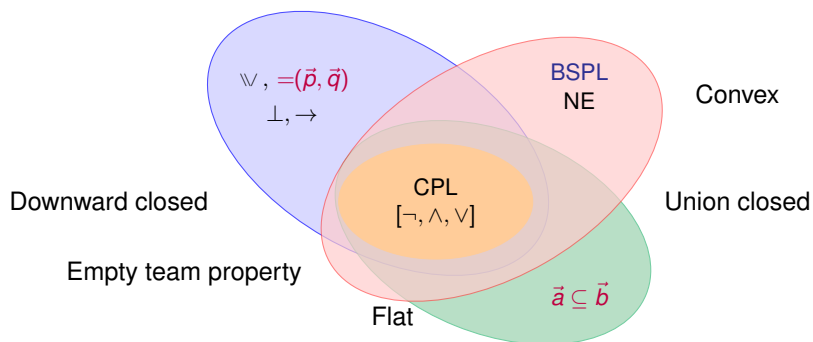 ⩖, =(p⃗, q⃗)
⊥, →
BSPL
NE
Convex
CPL
[¬, ∧, ∨]
Downward closed
Union closed
Empty team property
a⃗ ⊆ b⃗
Flat